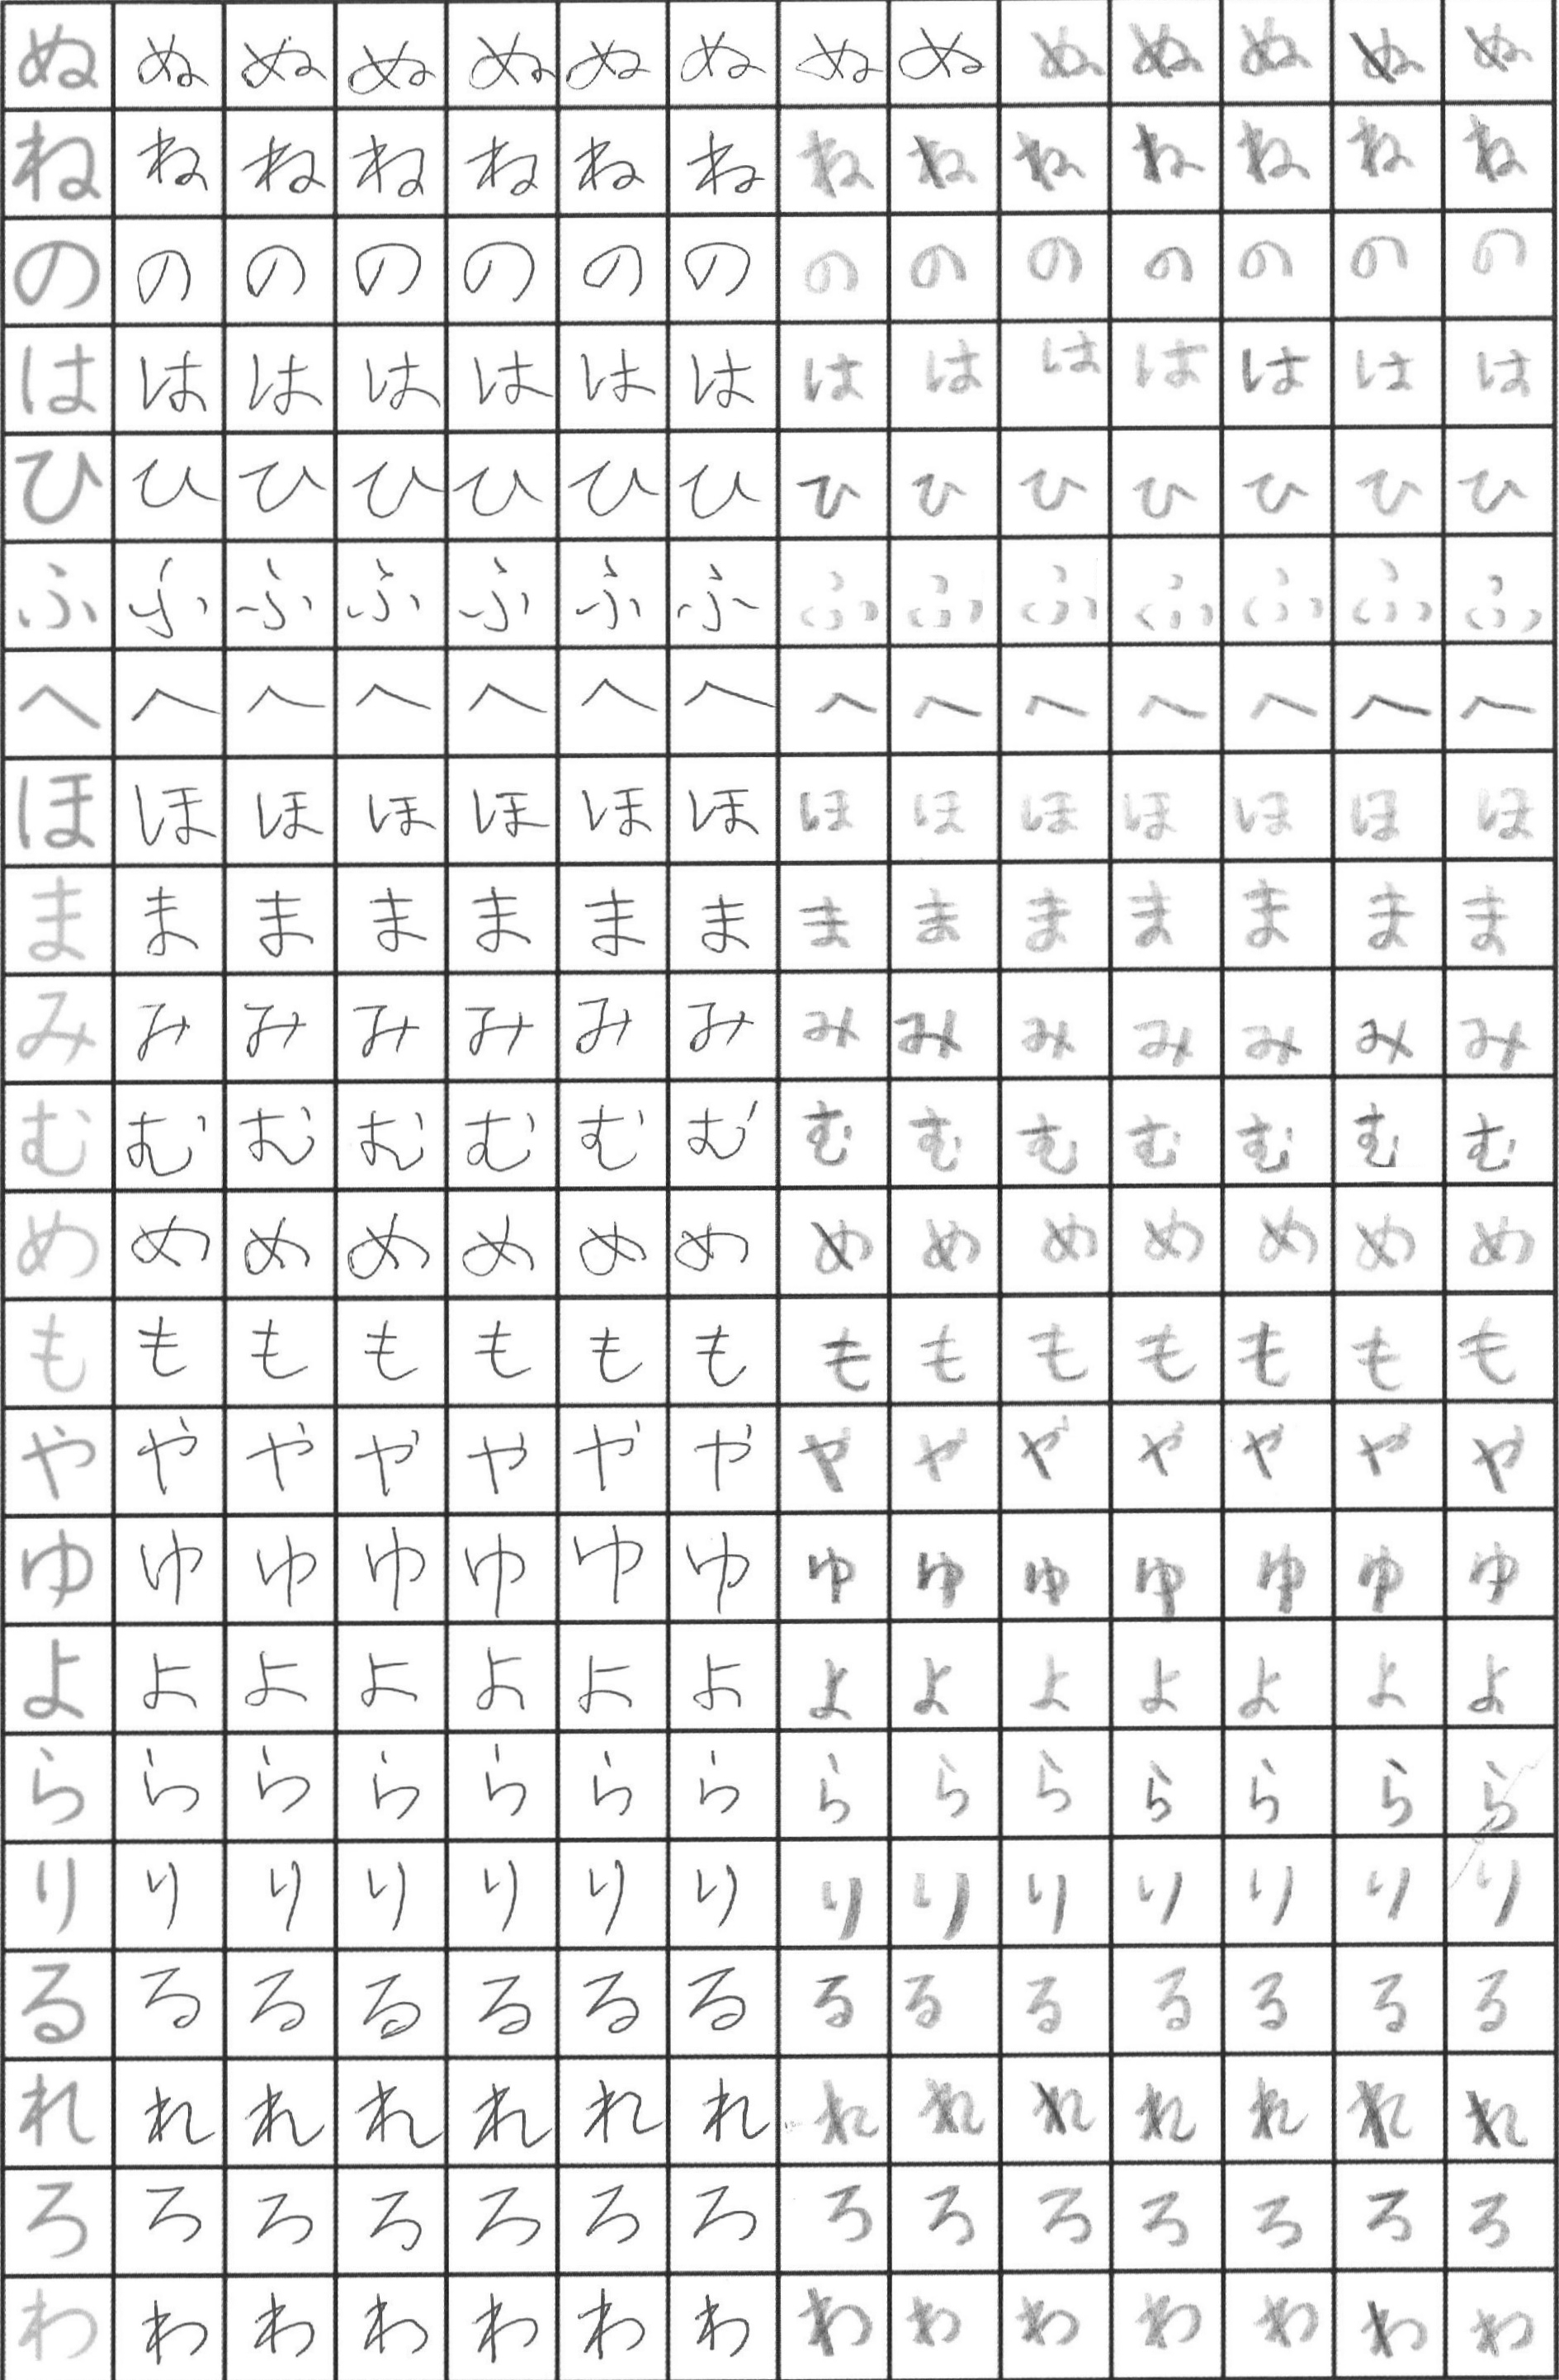 ぬ ぬ ぬ ぬ ぬ ぬ ぬ ぬ ぬ ぬ ぬ ぬ ぬ ぬ
ね ね ね ね ね ね ね ね ね ね ね ね ね ね
の の の の の の の の の の の の の の
は は は は は は は は は は は は は は
ひ ひ ひ ひ ひ ひ ひ ひ ひ ひ ひ ひ ひ ひ
ふ ふ ふ ふ ふ ふ ふ ふ ふ ふ ふ ふ ふ ふ
へ へ へ へ へ へ へ へ へ へ へ へ へ へ
ほ ほ ほ ほ ほ ほ ほ ほ ほ ほ ほ ほ ほ ほ
ま ま ま ま ま ま ま ま ま ま ま ま ま ま
み み み み み み み み み み み み み み
む む む む む む む む む む む む む む
め め め め め め め め め め め め め め
も も も も も も も も も も も も も も
や や や や や や や や や や や や や や
ゆ ゆ ゆ ゆ ゆ ゆ ゆ ゆ ゆ ゆ ゆ ゆ ゆ ゆ
よ よ よ よ よ よ よ よ よ よ よ よ よ よ
ら ら ら ら ら ら ら ら ら ら ら ら ら ら
り り り り り り り り り り り り り り
る る る る る る る る る る る る る る
れ れ れ れ れ れ れ れ れ れ れ れ れ れ
ろ ろ ろ ろ ろ ろ ろ ろ ろ ろ ろ ろ ろ ろ
わ わ わ わ わ わ わ わ わ わ わ わ わ わ